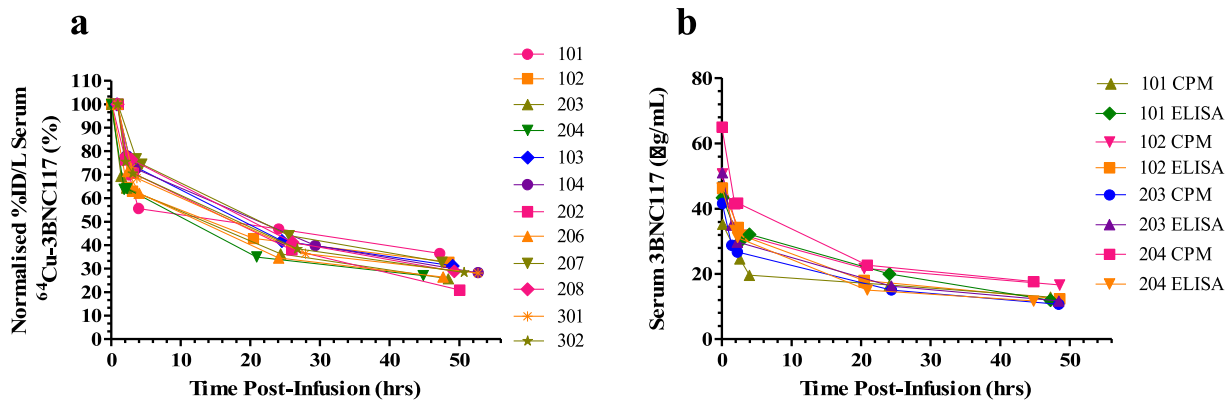 a
Normalised %ID/L Serum
⁶⁴Cu-3BNC117 (%)
110
100
90
80
70
60
50
40
30
20
10
0
0 10 20 30 40 50
Time Post-Infusion (hrs)
101
102
203
204
103
104
202
206
207
208
301
302
b
Serum 3BNC117 (�g/mL)
80
60
40
20
0
0 10 20 30 40 50
Time Post-Infusion (hrs)
101 CPM
101 ELISA
102 CPM
102 ELISA
203 CPM
203 ELISA
204 CPM
204 ELISA